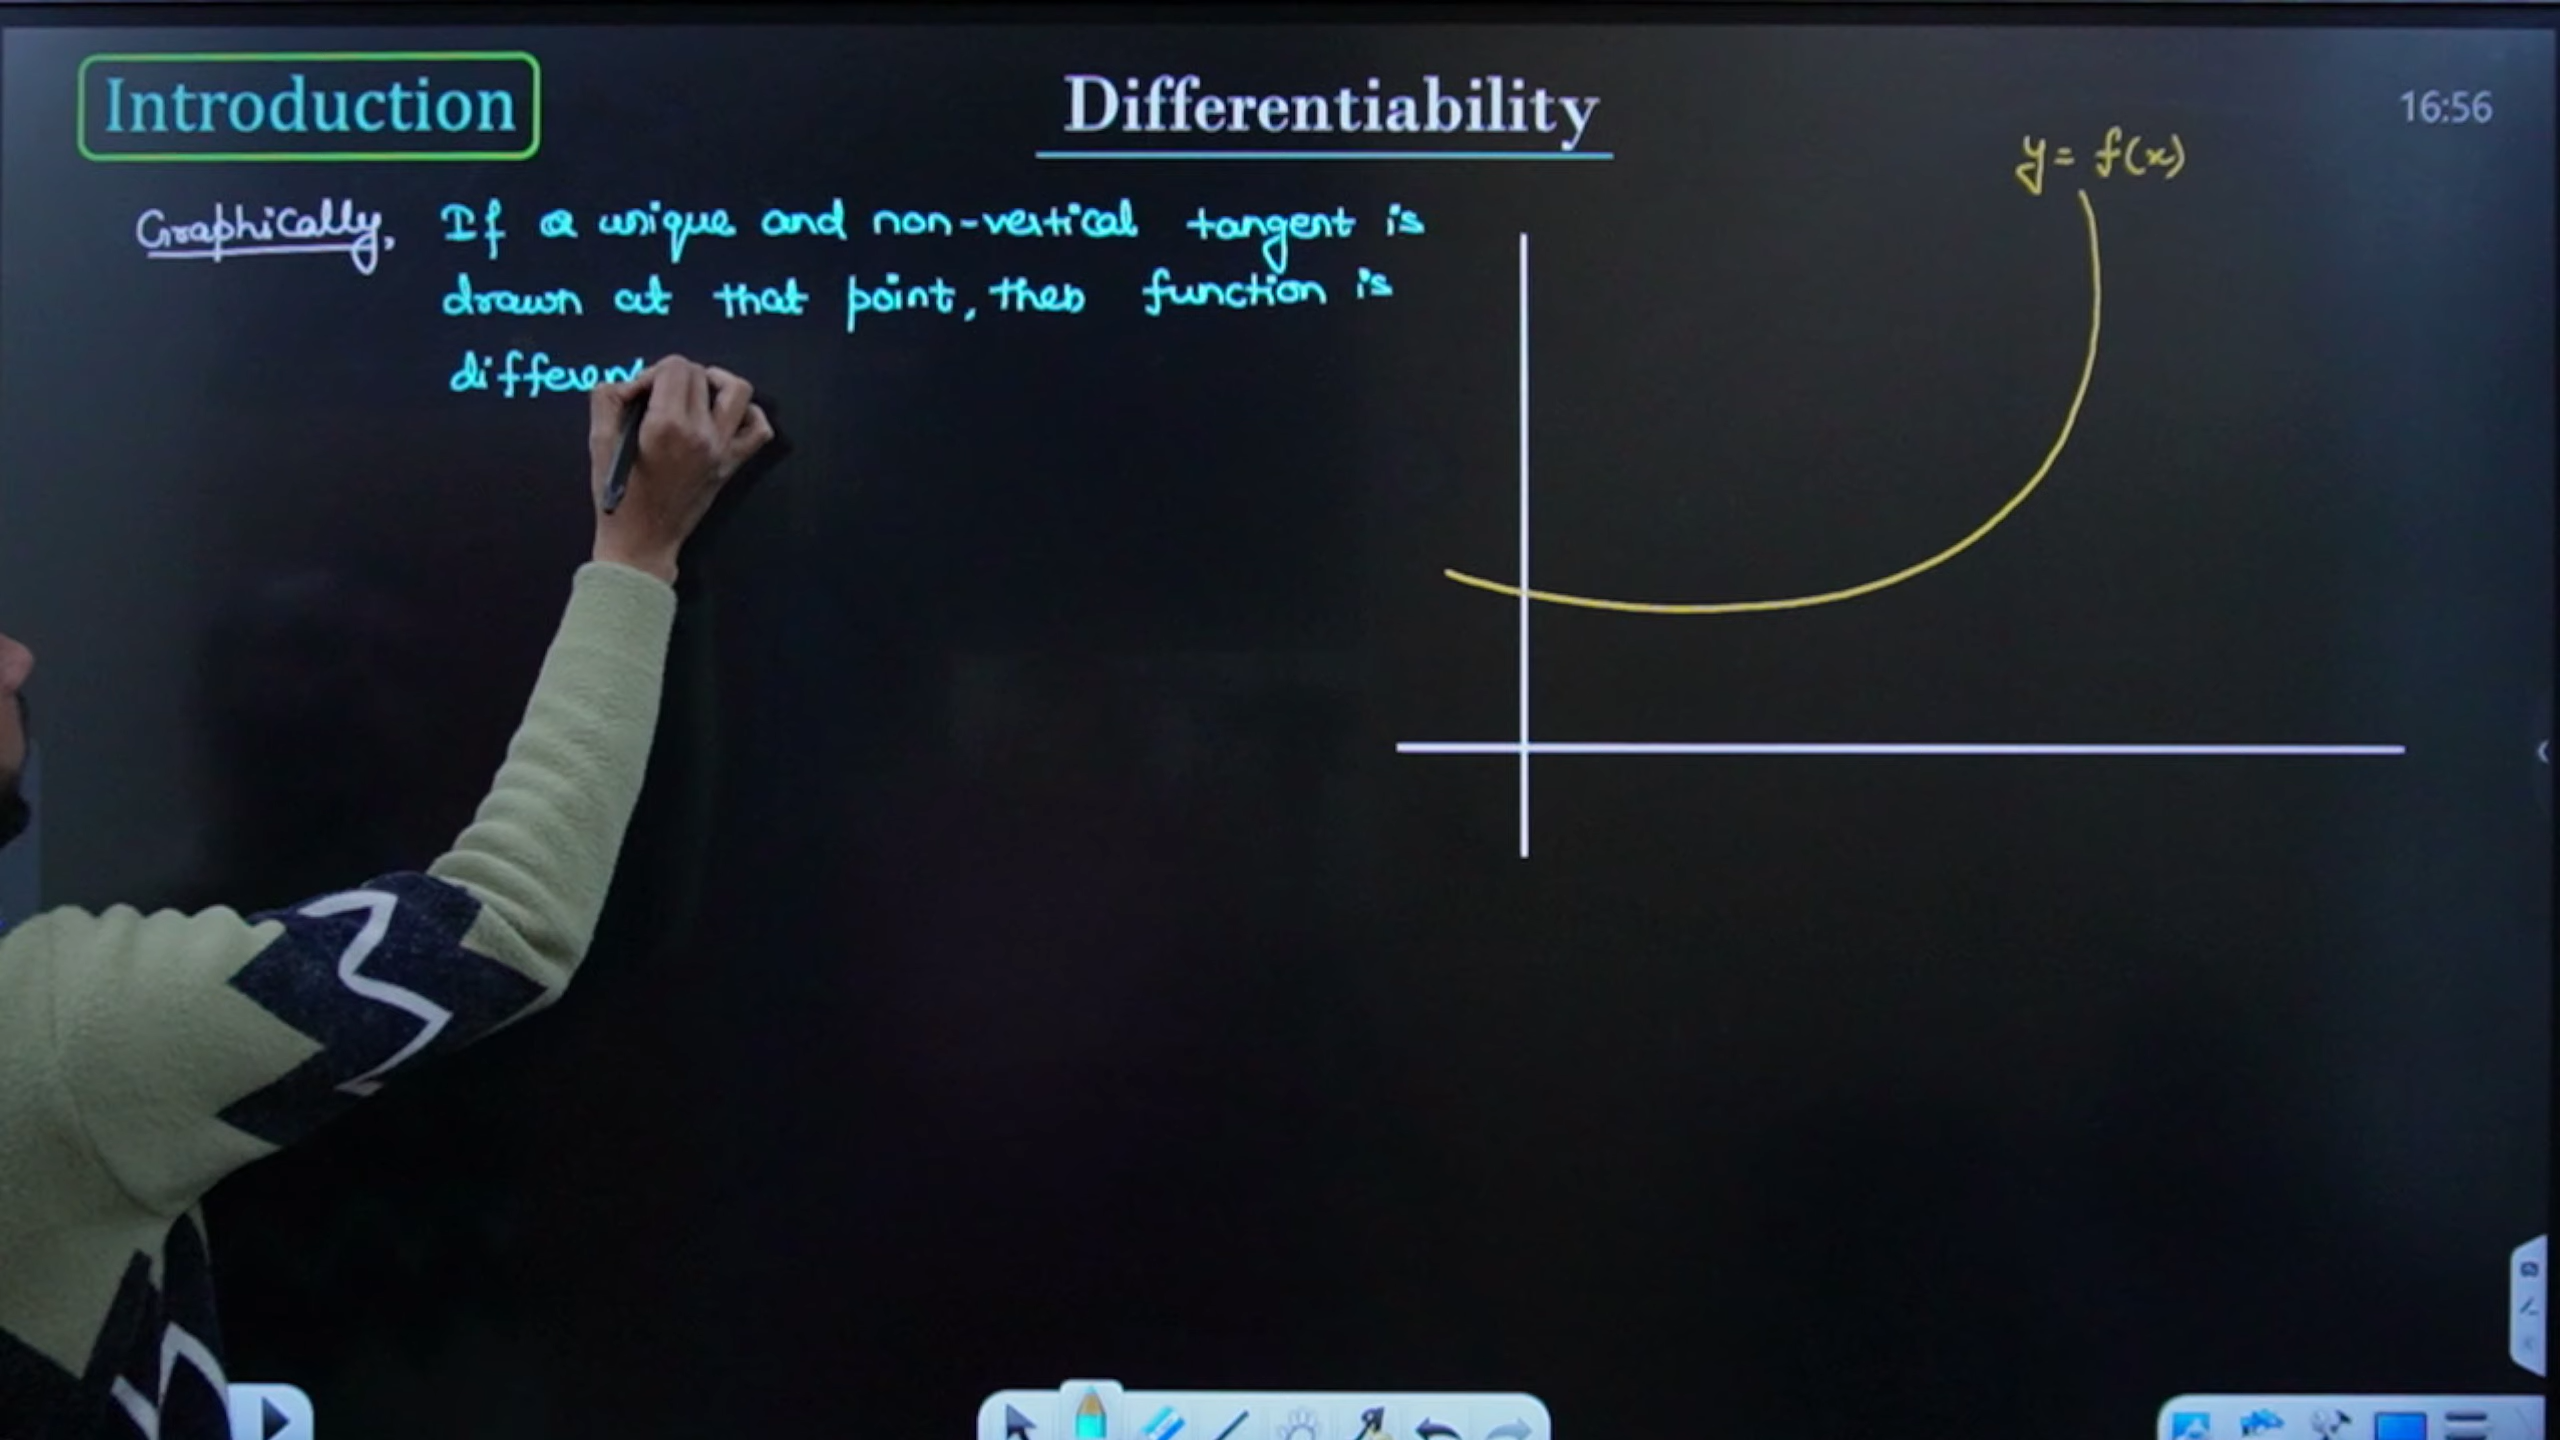 Introduction
Differentiability
16:56
y = f(x)
Graphically, If a unique and non-vertical tangent is
drawn at that point, then function is
different